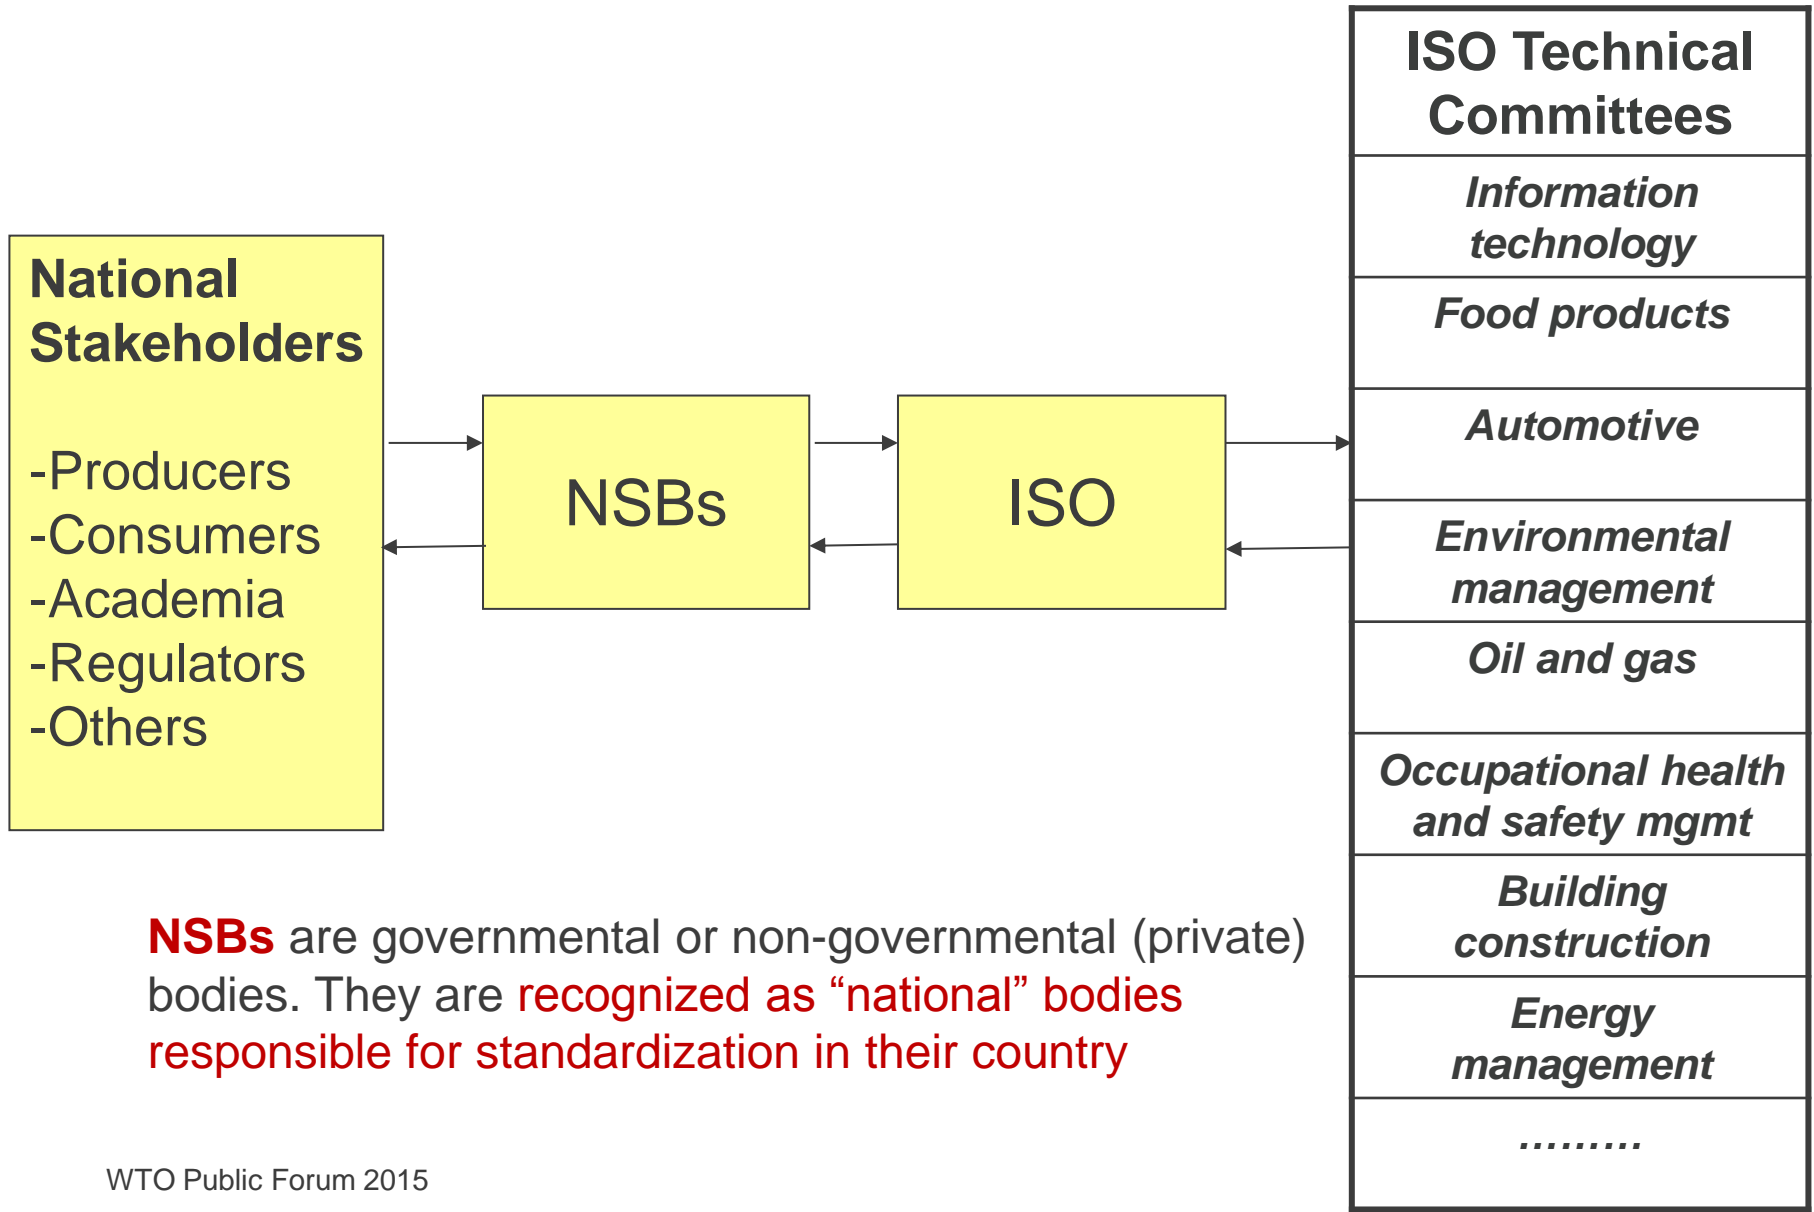 National
Stakeholders
-Producers
-Consumers
-Academia
-Regulators
-Others
NSBs
ISO
ISO Technical
Committees
Information
technology
Food products
Automotive
Environmental
management
Oil and gas
Occupational health
and safety mgmt
Building
construction
Energy
management
………
NSBs are governmental or non-governmental (private)
bodies. They are recognized as “national” bodies
responsible for standardization in their country
WTO Public Forum 2015